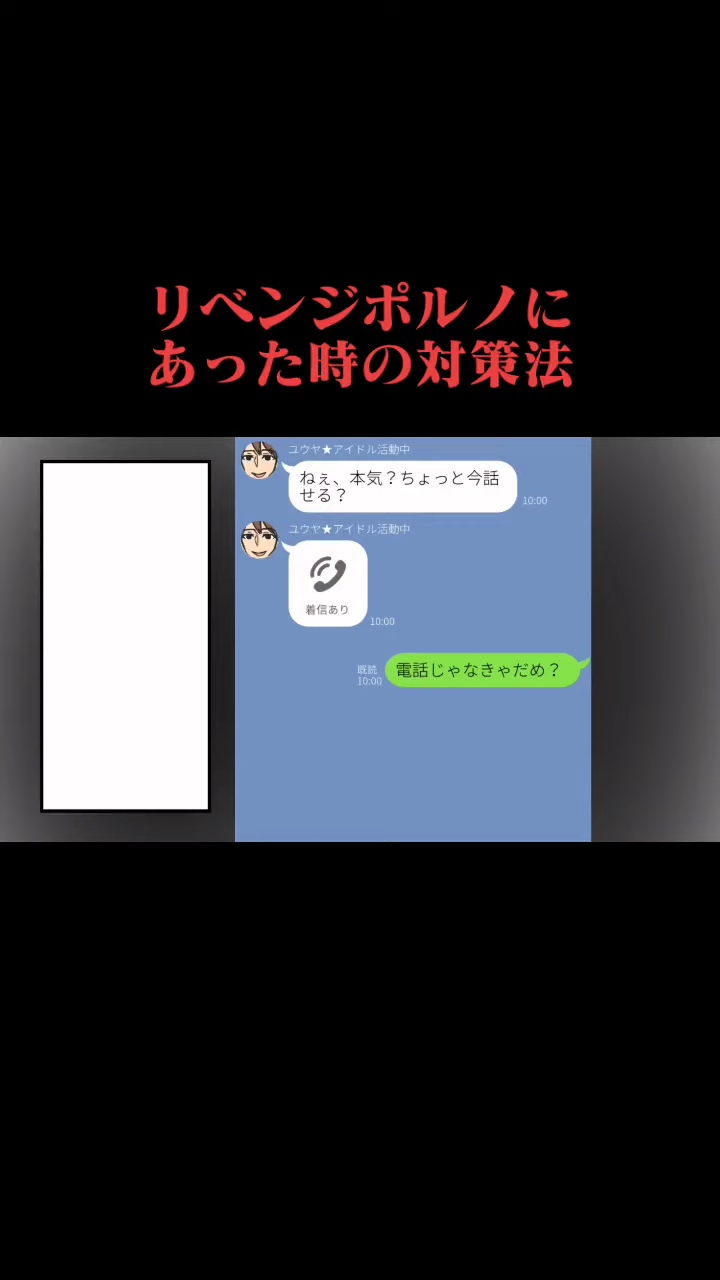 リベンジポルノに
あった時の対策法
ユウヤ★アイドル活動中
ねぇ、本気？ちょっと今話
せる？
10:00
ユウヤ★アイドル活動中
着信あり
10:00
既読
10:00
電話じゃなきゃだめ？